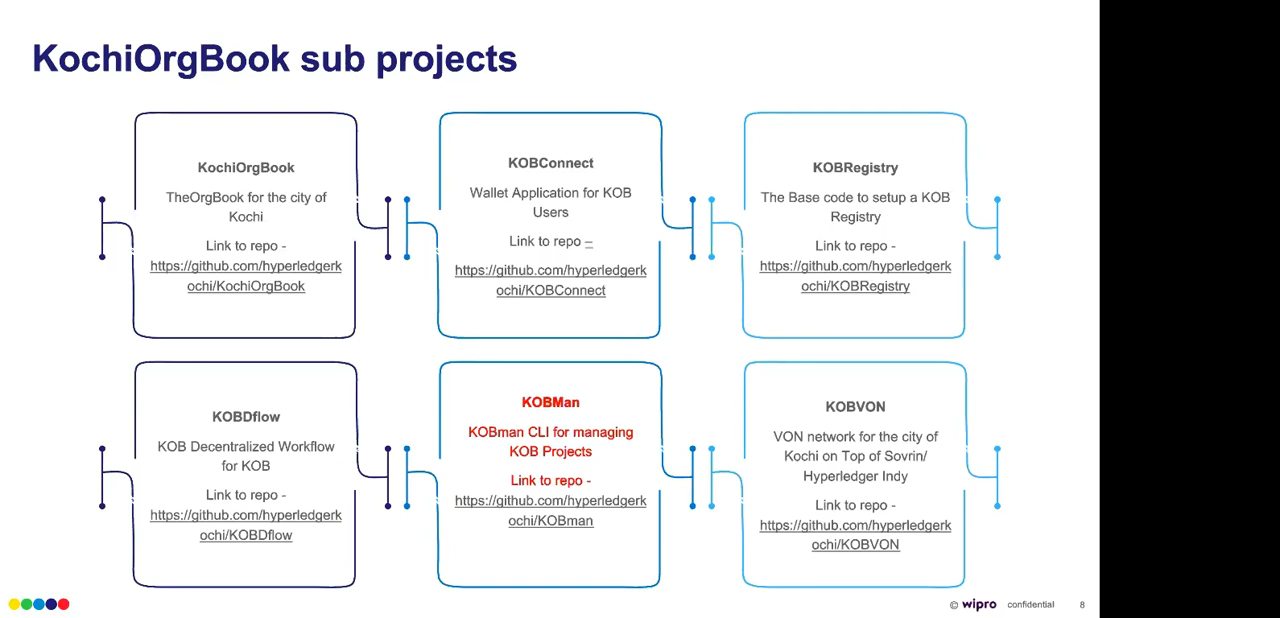 KochiOrgBook sub projects
KochiOrgBook
TheOrgBook for the city of
Kochi
Link to repo -
https://github.com/hyperledgerk
ochi/KochiOrgBook
KOBConnect
Wallet Application for KOB
Users
Link to repo –
https://github.com/hyperledgerk
ochi/KOBConnect
KOBRegistry
The Base code to setup a KOB
Registry
Link to repo -
https://github.com/hyperledgerk
ochi/KOBRegistry
KOBDflow
KOB Decentralized Workflow
for KOB
Link to repo -
https://github.com/hyperledgerk
ochi/KOBDflow
KOBMan
KOBman CLI for managing
KOB Projects
Link to repo -
https://github.com/hyperledgerk
ochi/KOBman
KOBVON
VON network for the city of
Kochi on Top of Sovrin/
Hyperledger Indy
Link to repo -
https://github.com/hyperledgerk
ochi/KOBVON
© wipro confidential 8